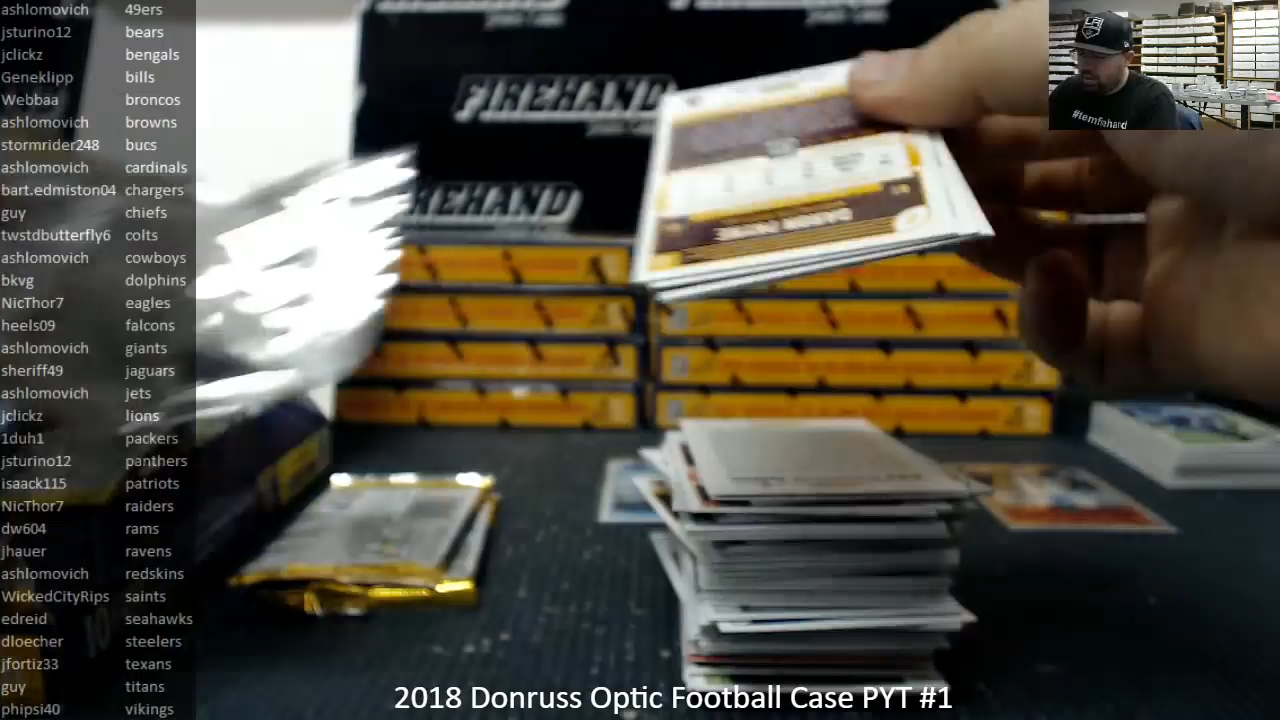 ashlomovich 49ers
jsturino12 bears
jclickz bengals
Geneklipp bills
Webbaa broncos
ashlomovich browns
stormrider248 bucs
ashlomovich cardinals
bart.edmiston04 chargers
guy chiefs
twstdbutterfly6 colts
ashlomovich cowboys
bkvg dolphins
NicThor7 eagles
heels09 falcons
ashlomovich giants
sheriff49 jaguars
ashlomovich jets
jclickz lions
1duh1 packers
jsturino12 panthers
isaack115 patriots
NicThor7 raiders
dw604 rams
jhauer ravens
ashlomovich redskins
WickedCityRips saints
edreid seahawks
dloecher steelers
jfortiz33 texans
guy titans
phipsi40 vikings
FIREHAND
REHAND
2018 Donruss Optic Football Case PYT #1